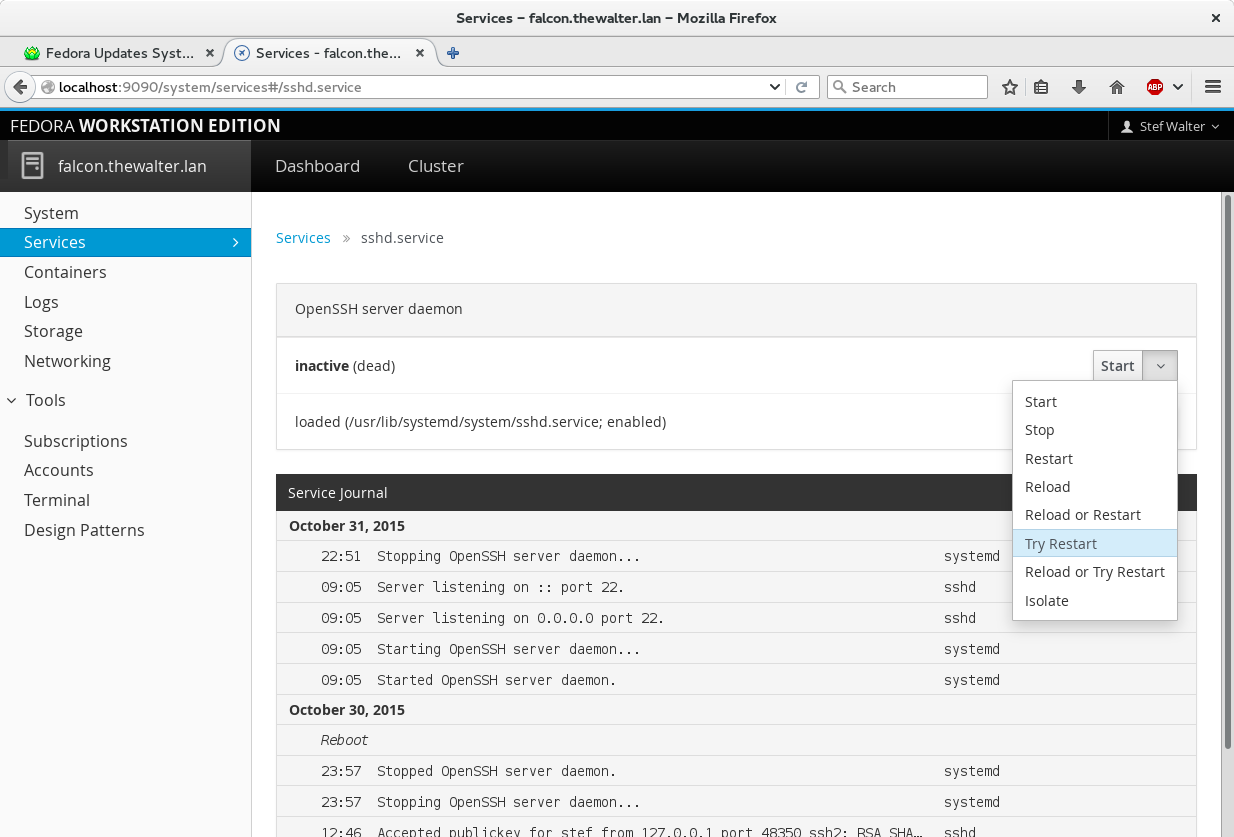 Services – falcon.thewalter.lan – Mozilla Firefox
Fedora Updates Syst...
Services - falcon.the...
localhost:9090/system/services#/sshd.service
Search
ABP
FEDORA WORKSTATION EDITION
Stef Walter
falcon.thewalter.lan
Dashboard
Cluster
System
Services
Containers
Logs
Storage
Networking
Tools
Subscriptions
Accounts
Terminal
Design Patterns
Services » sshd.service
OpenSSH server daemon
inactive (dead)
Start
loaded (/usr/lib/systemd/system/sshd.service; enabled)
Start
Stop
Restart
Reload
Reload or Restart
Try Restart
Reload or Try Restart
Isolate
Service Journal
October 31, 2015
22:51 Stopping OpenSSH server daemon... systemd
09:05 Server listening on :: port 22. sshd
09:05 Server listening on 0.0.0.0 port 22. sshd
09:05 Starting OpenSSH server daemon... systemd
09:05 Started OpenSSH server daemon. systemd
October 30, 2015
Reboot
23:57 Stopped OpenSSH server daemon. systemd
23:57 Stopping OpenSSH server daemon... systemd
12:46 Accepted publickey for stef from 127.0.0.1 port 48350 ssh2: RSA SHA… sshd